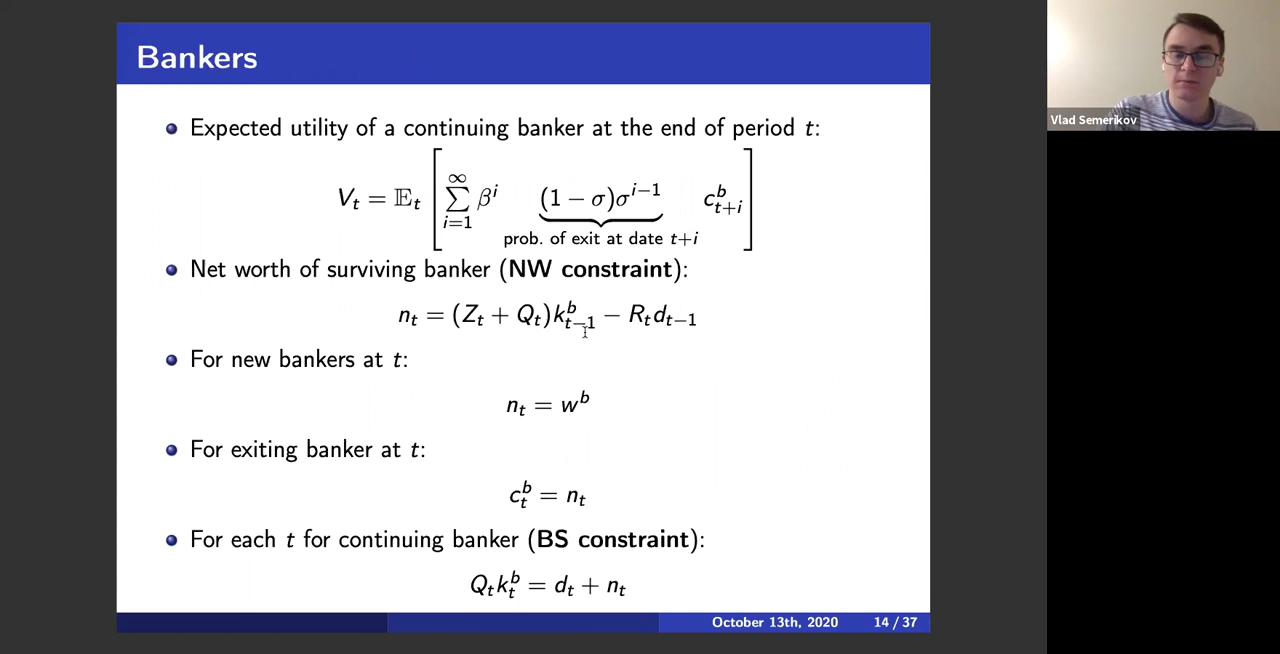 Bankers
Expected utility of a continuing banker at the end of period t:
V_t = 𝔼_t [ ∑_{i=1}^{∞} β^i (1 − σ)σ^{i−1} c^b_{t+i} ]
prob. of exit at date t+i
Net worth of surviving banker (NW constraint):
n_t = (Z_t + Q_t)k^b_{t−1} − R_t d_{t−1}
For new bankers at t:
n_t = w^b
For exiting banker at t:
c^b_t = n_t
For each t for continuing banker (BS constraint):
Q_t k^b_t = d_t + n_t
October 13th, 2020 14 / 37
Vlad Semerikov